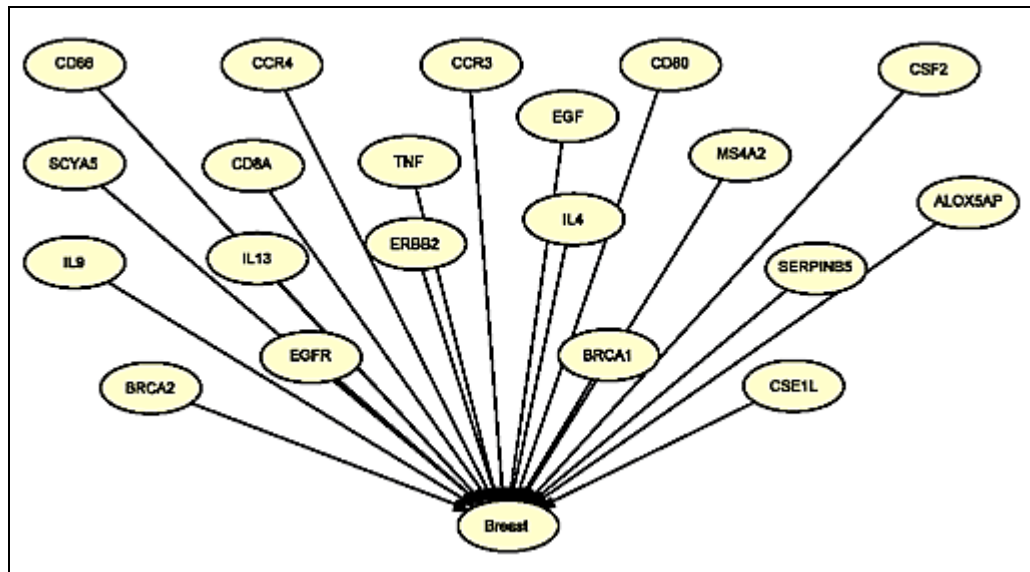 CD66
CCR4
CCR3
CD80
CSF2
EGF
SCYA5
CD8A
TNF
MS4A2
ALOX5AP
IL4
ERBB2
IL9
IL13
SERPINB5
EGFR
BRCA1
BRCA2
CSE1L
Breast